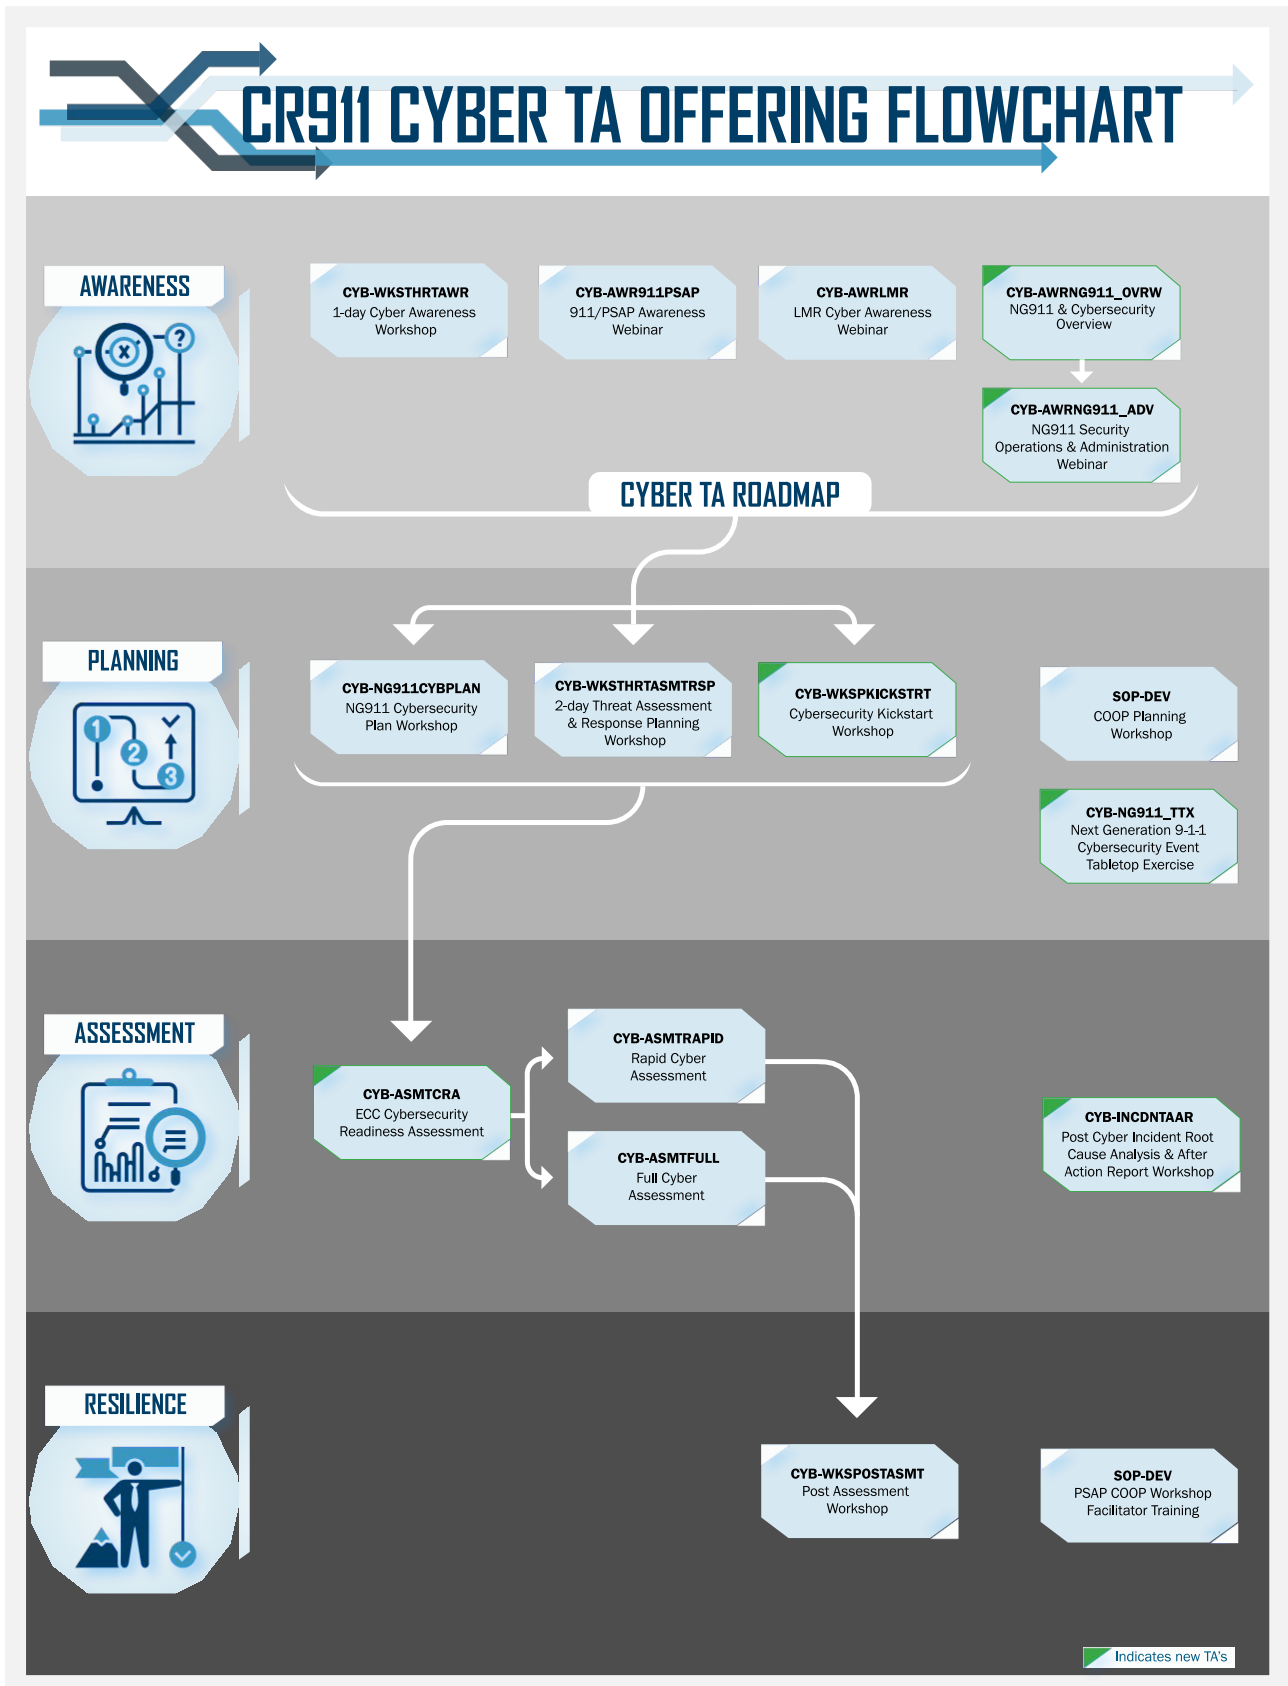 CR911 CYBER TA OFFERING FLOWCHART
AWARENESS
?
X
CYB-WKSTHRTAWR
1-day Cyber Awareness
Workshop
CYB-AWR911PSAP
911/PSAP Awareness
Webinar
CYB-AWRLMR
LMR Cyber Awareness
Webinar
CYB-AWRNG911_OVRW
NG911 & Cybersecurity
Overview
CYB-AWRNG911_ADV
NG911 Security
Operations & Administration
Webinar
CYBER TA ROADMAP
PLANNING
1
2
3
CYB-NG911CYBPLAN
NG911 Cybersecurity
Plan Workshop
CYB-WKSTHRTASMTRSP
2-day Threat Assessment
& Response Planning
Workshop
CYB-WKSPKICKSTRT
Cybersecurity Kickstart
Workshop
SOP-DEV
COOP Planning
Workshop
CYB-NG911_TTX
Next Generation 9-1-1
Cybersecurity Event
Tabletop Exercise
ASSESSMENT
CYB-ASMTCRA
ECC Cybersecurity
Readiness Assessment
CYB-ASMTRAPID
Rapid Cyber
Assessment
CYB-ASMTFULL
Full Cyber
Assessment
CYB-INCDNTAAR
Post Cyber Incident Root
Cause Analysis & After
Action Report Workshop
RESILIENCE
CYB-WKSPOSTASMT
Post Assessment
Workshop
SOP-DEV
PSAP COOP Workshop
Facilitator Training
Indicates new TA's